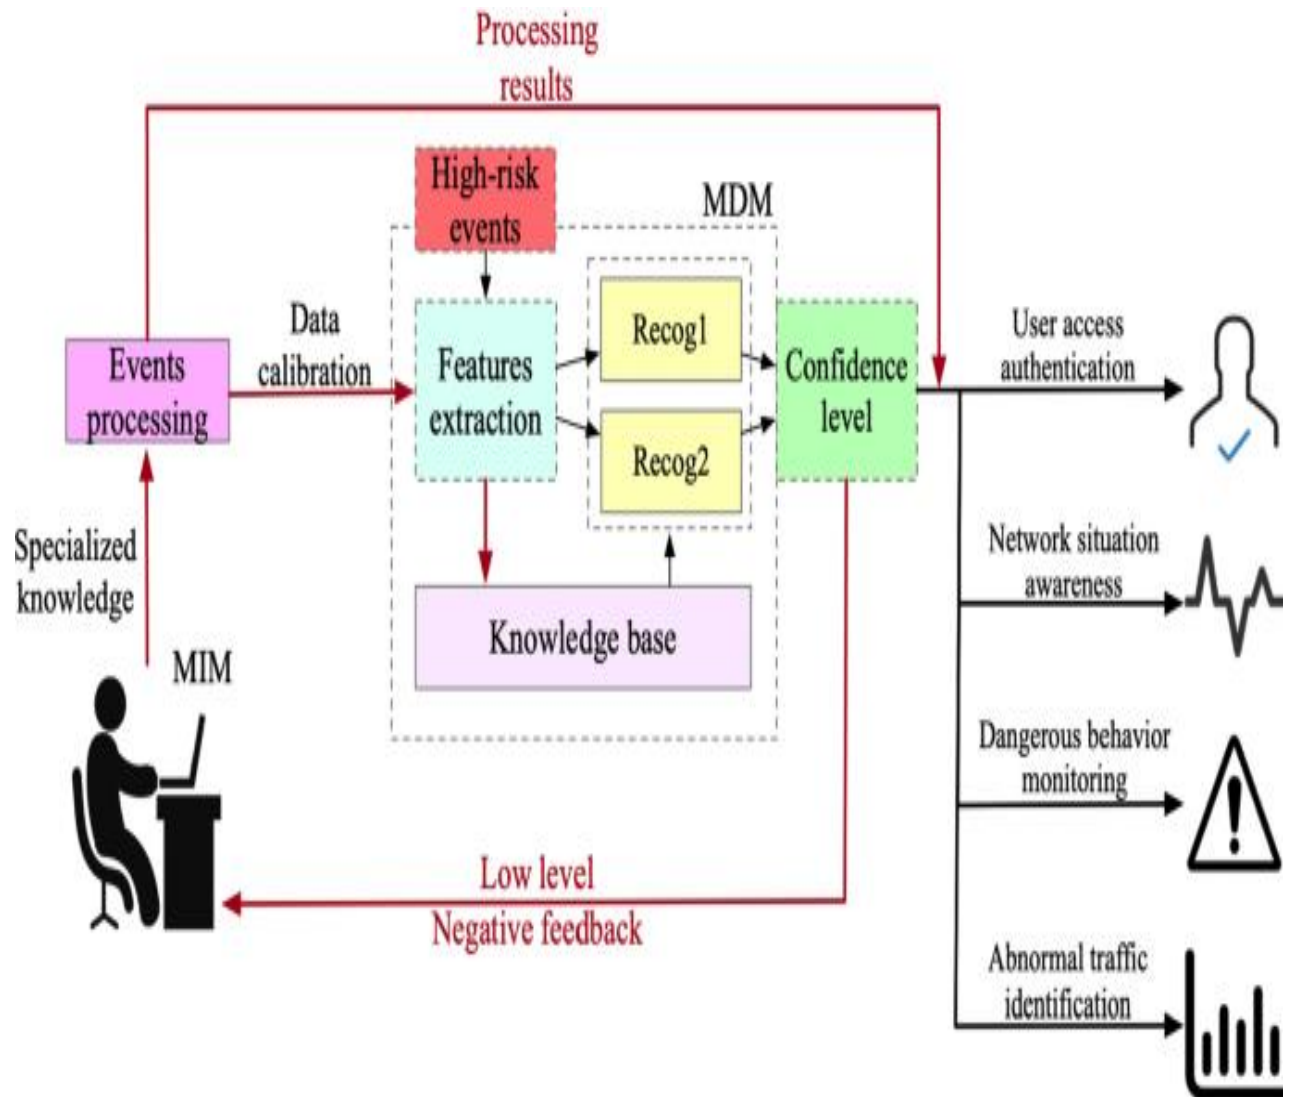 Processing
results
High-risk
events
MDM
Data
calibration
Events
processing
Features
extraction
Recog1
Recog2
Confidence
level
User access
authentication
Specialized
knowledge
Network situation
awareness
Knowledge base
MIM
Dangerous behavior
monitoring
Low level
Negative feedback
Abnormal traffic
identification